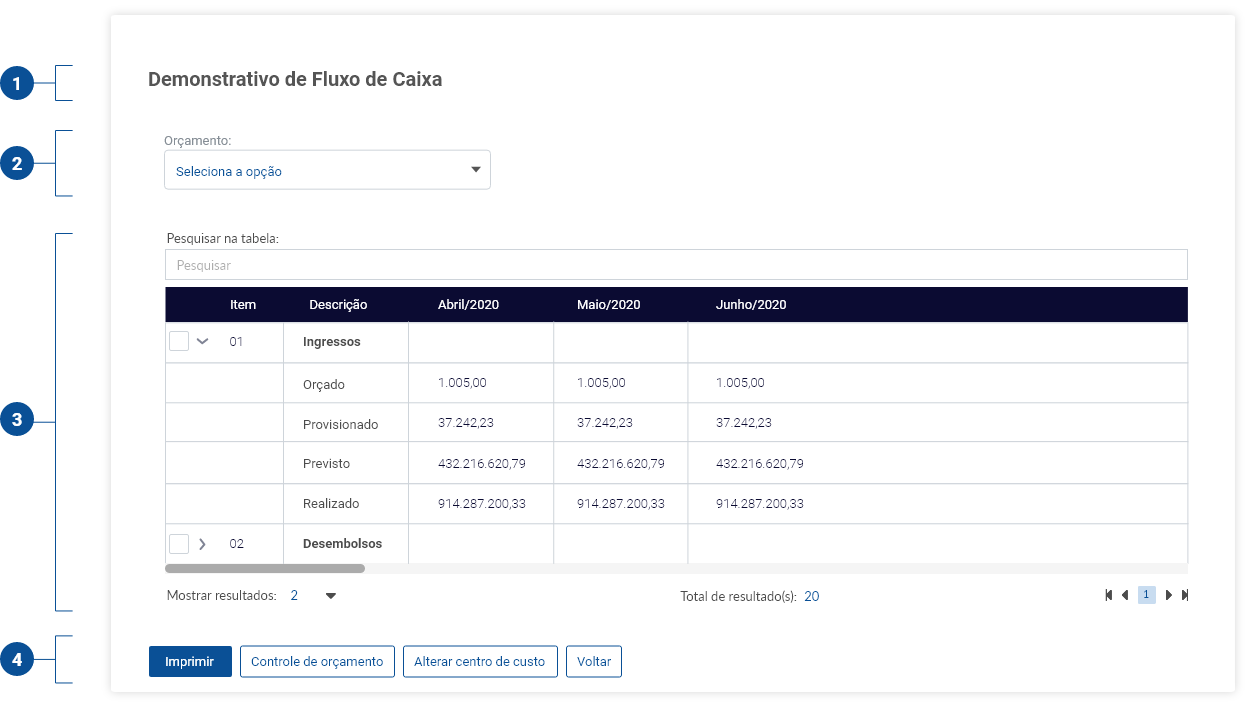 1
Demonstrativo de Fluxo de Caixa
2
Orçamento:
Seleciona a opção
3
Pesquisar na tabela:
Pesquisar
Item Descrição Abril/2020 Maio/2020 Junho/2020
01 Ingressos
Orçado 1.005,00 1.005,00 1.005,00
Provisionado 37.242,23 37.242,23 37.242,23
Previsto 432.216.620,79 432.216.620,79 432.216.620,79
Realizado 914.287.200,33 914.287.200,33 914.287.200,33
02 Desembolsos
Mostrar resultados: 2 Total de resultado(s): 20 1
4
Imprimir Controle de orçamento Alterar centro de custo Voltar